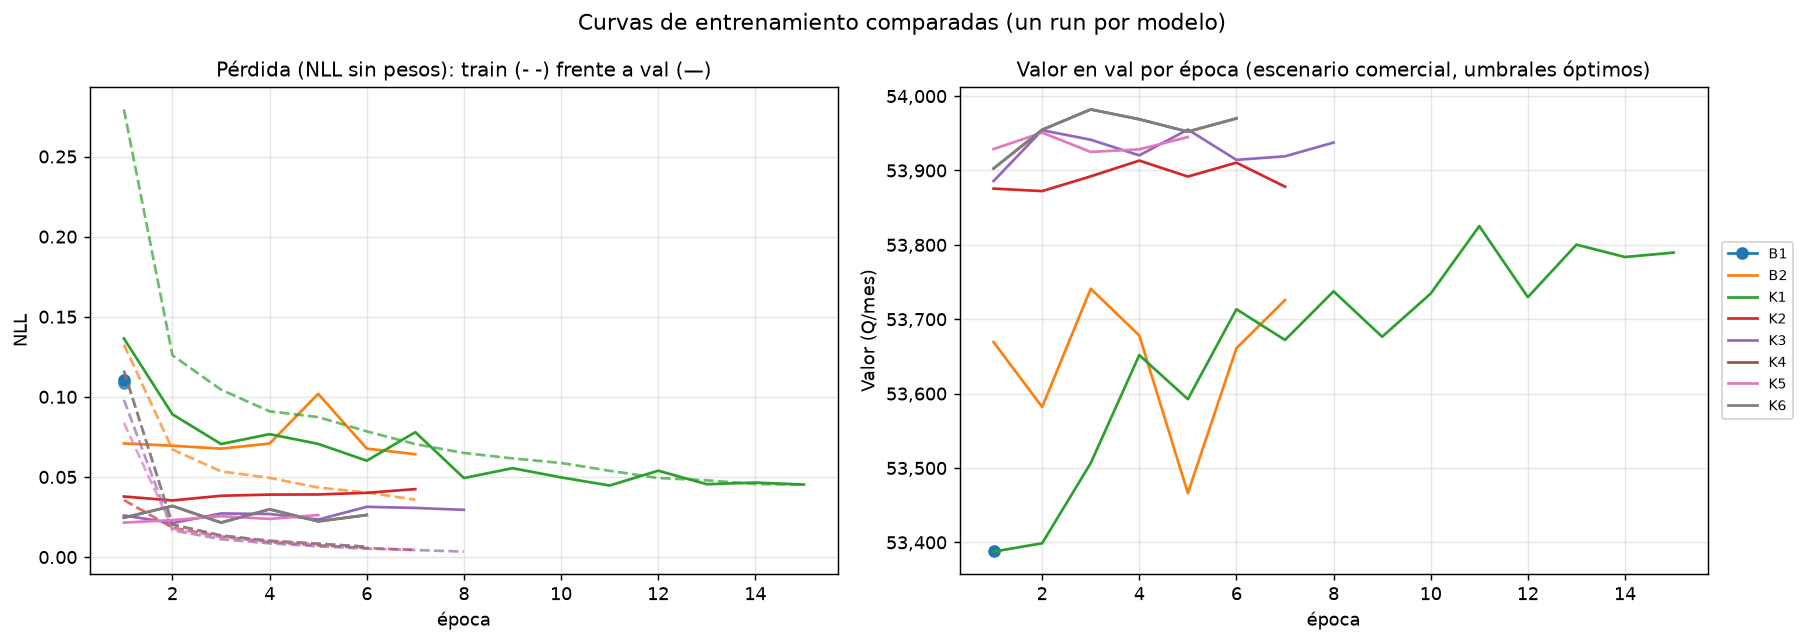 Curvas de entrenamiento comparadas (un run por modelo)
Pérdida (NLL sin pesos): train (- -) frente a val (—)
NLL
0.25
0.20
0.15
0.10
0.05
0.00
2
4
6
8
10
12
14
época
Valor en val por época (escenario comercial, umbrales óptimos)
Valor (Q/mes)
54,000
53,900
53,800
53,700
53,600
53,500
53,400
2
4
6
8
10
12
14
época
B1
B2
K1
K2
K3
K4
K5
K6